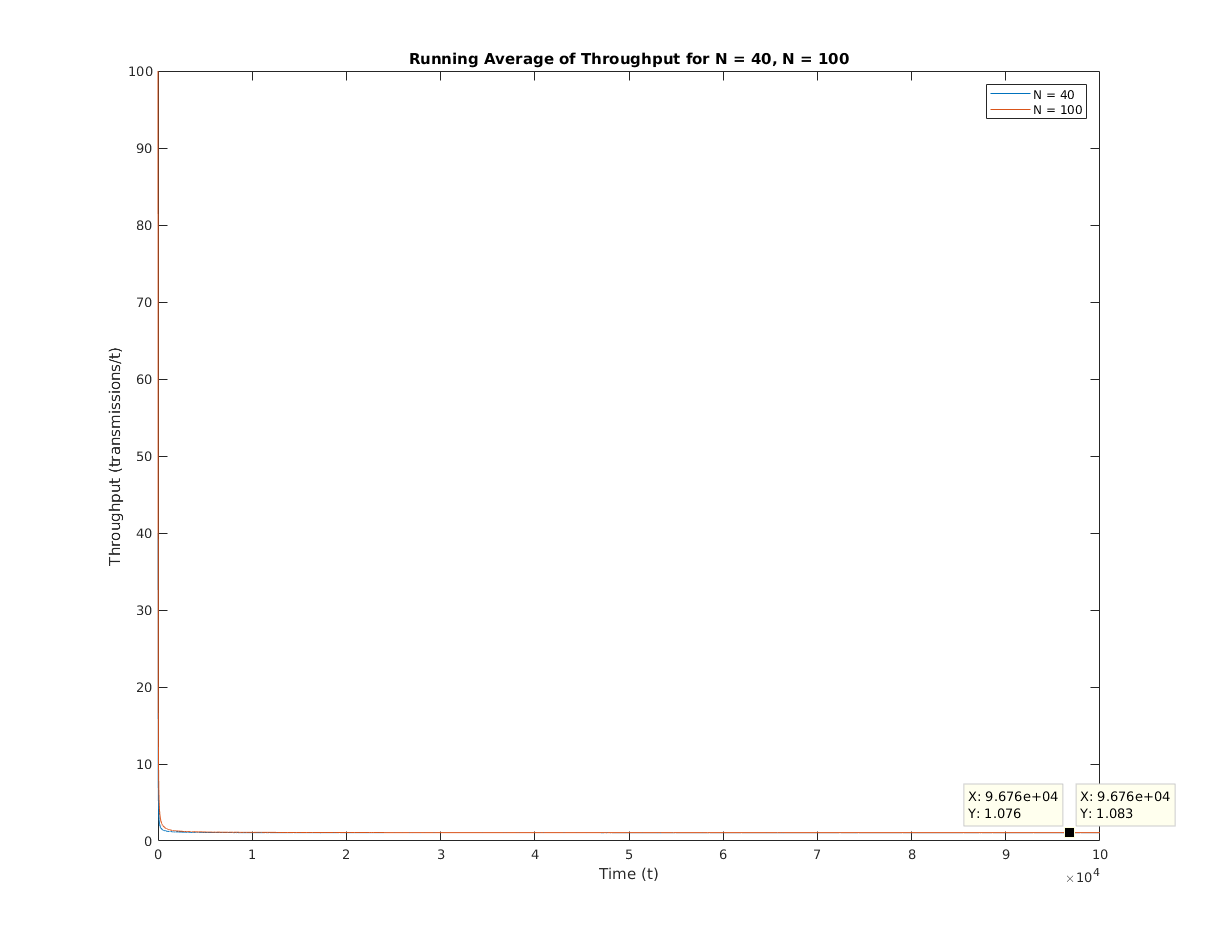 Running Average of Throughput for N = 40, N = 100
N = 40
N = 100
100
90
80
70
60
50
40
30
20
10
0
Throughput (transmissions/t)
X: 9.676e+04
Y: 1.076
X: 9.676e+04
Y: 1.083
0 1 2 3 4 5 6 7 8 9 10
×10⁴
Time (t)